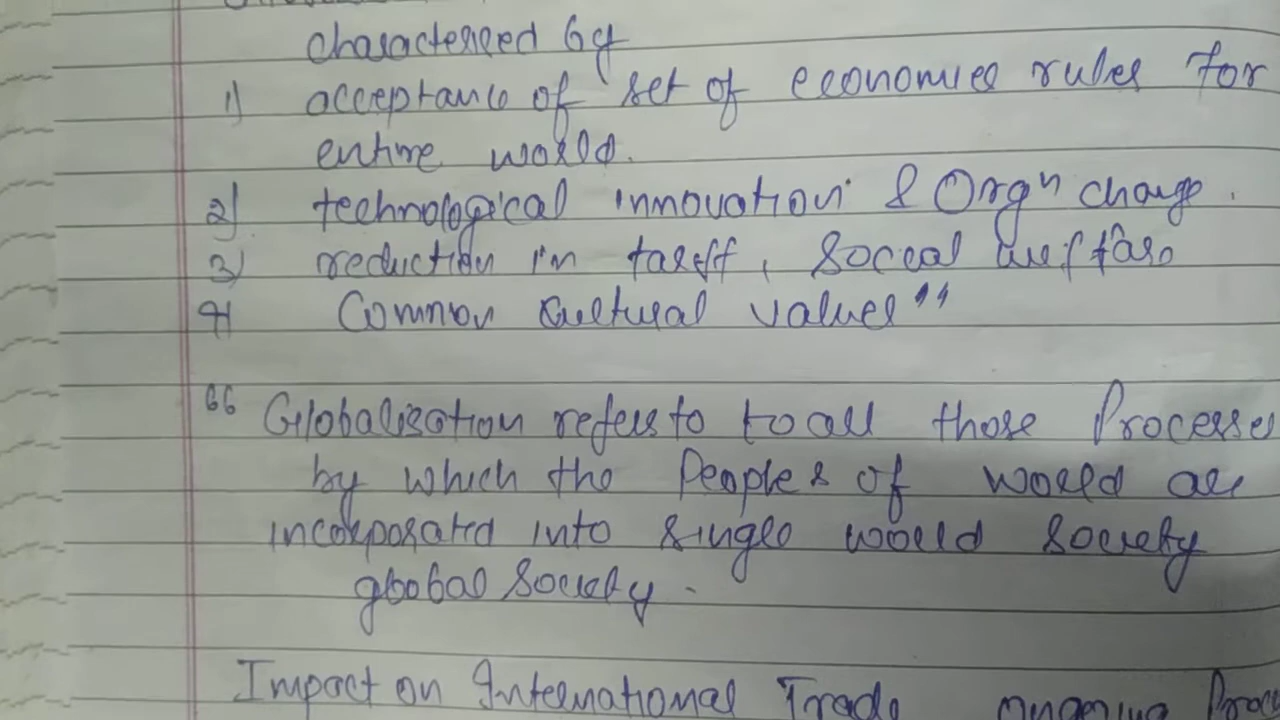 charactersed by
1) acceptance of set of economics rules for
entire world.
2) technological innovation & Orgn change.
3) reduction in tariff, Social welfare
4) Common Cultural values"
"Globalisation refers to to all those Processes
by which the Peoples of world are
incorporated into single world society
global society.
Impact on International Trade